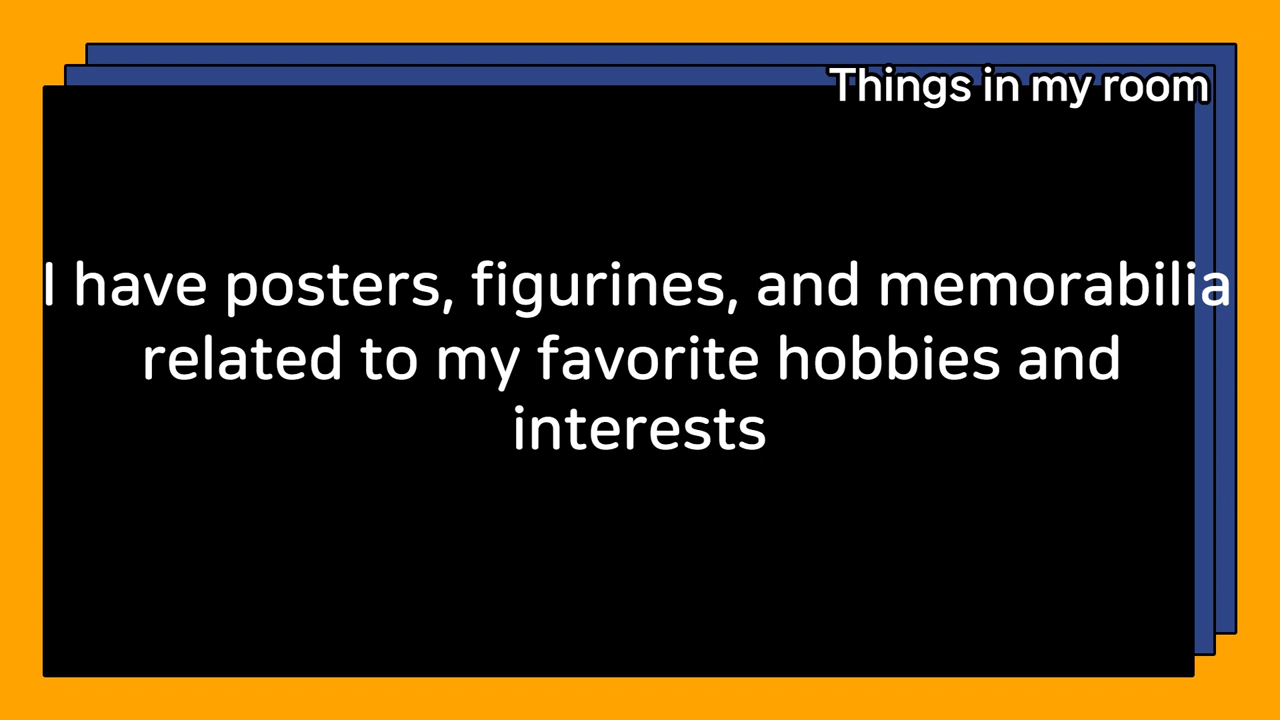 Things in my room
I have posters, figurines, and memorabilia
related to my favorite hobbies and
interests